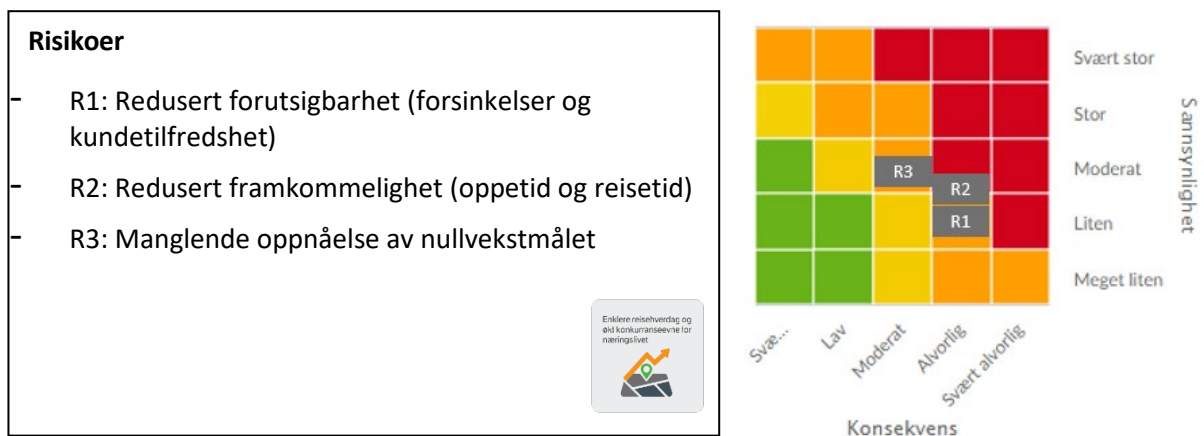 Risikoer
- R1: Redusert forutsigbarhet (forsinkelser og
kundetilfredshet)
- R2: Redusert framkommelighet (oppetid og reisetid)
- R3: Manglende oppnåelse av nullvekstmålet
Enklere reisehverdag og
økt konkurranseevne for
næringslivet
Svært stor
Stor
Moderat
Liten
Meget liten
Sannsynlighet
R3
R2
R1
Svæ...
Lav
Moderat
Alvorlig
Svært alvorlig
Konsekvens